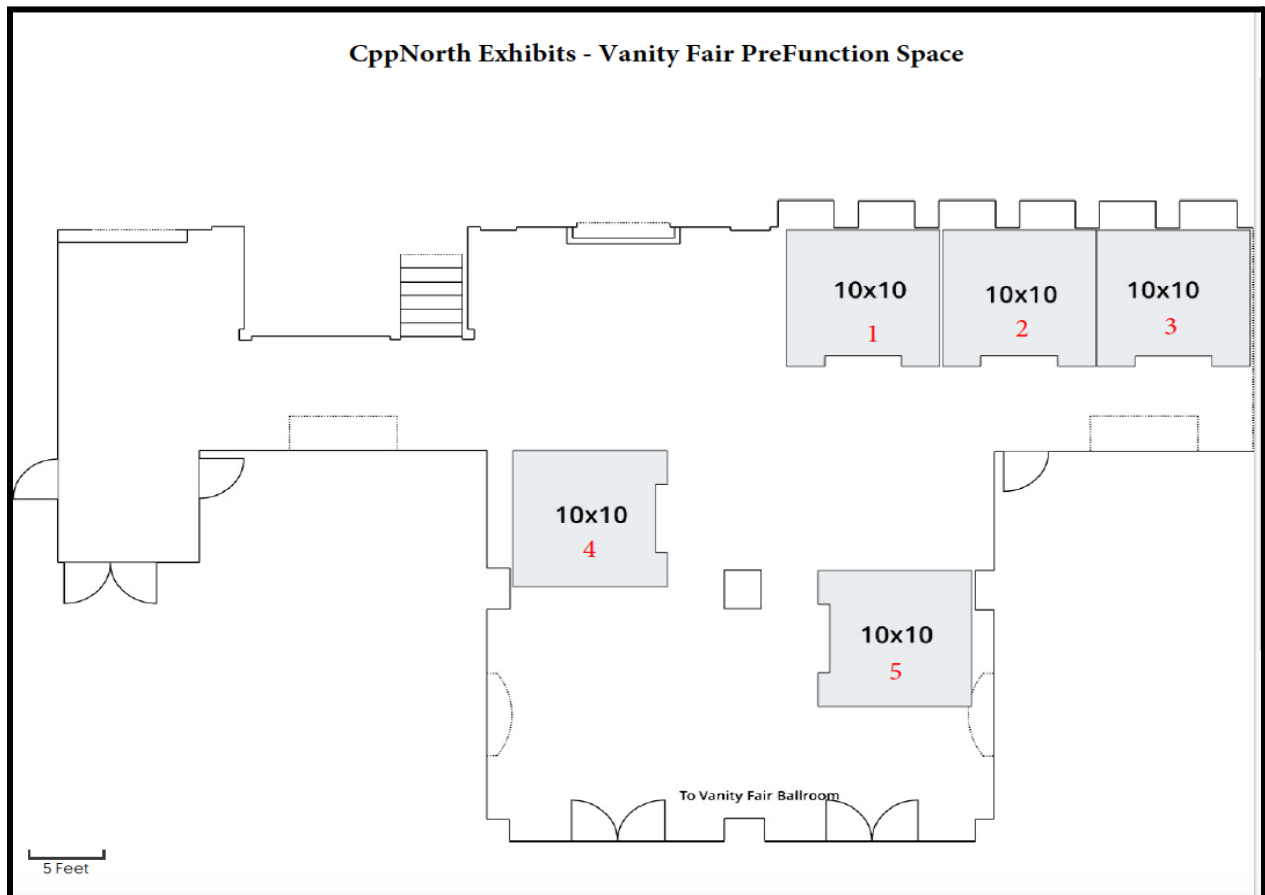 CppNorth Exhibits - Vanity Fair PreFunction Space
10x10
1
10x10
2
10x10
3
10x10
4
10x10
5
To Vanity Fair Ballroom
5 Feet